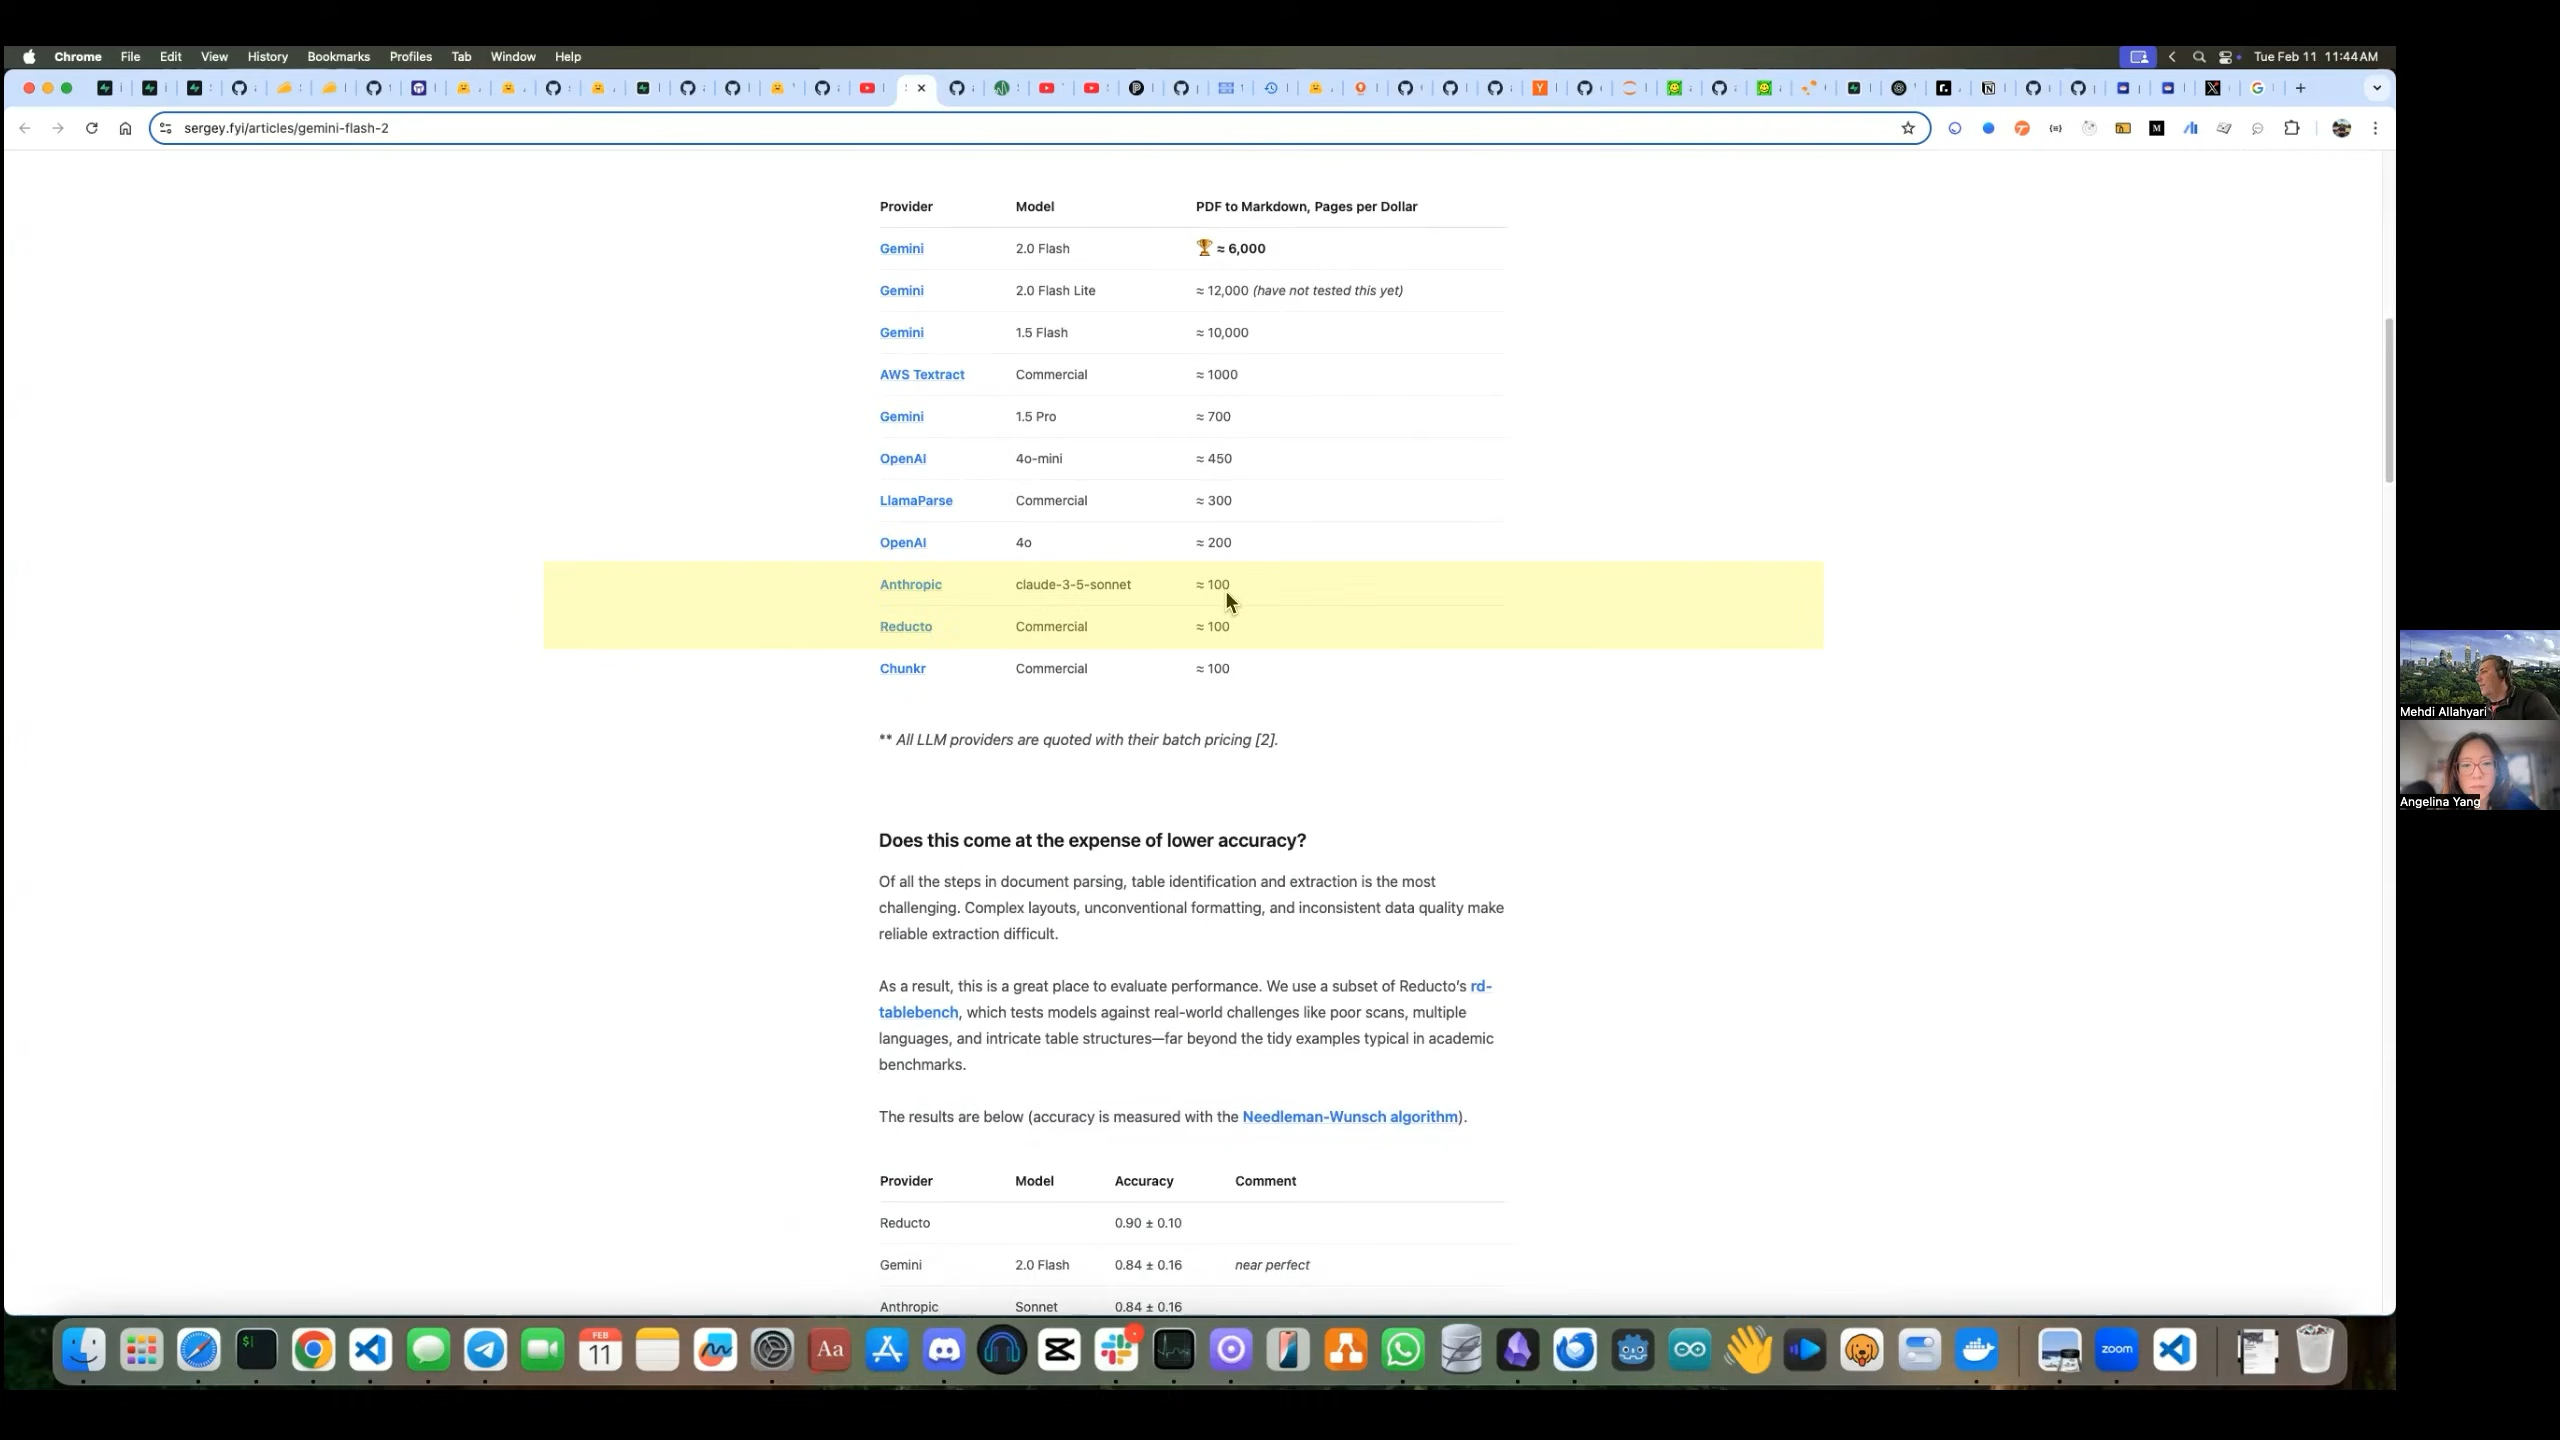 Chrome File Edit View History Bookmarks Profiles Tab Window Help Tue Feb 11 11:44 AM
sergey.fyi/articles/gemini-flash-2
Provider Model PDF to Markdown, Pages per Dollar
Gemini 2.0 Flash 🏆 ≈ 6,000
Gemini 2.0 Flash Lite ≈ 12,000 (have not tested this yet)
Gemini 1.5 Flash ≈ 10,000
AWS Textract Commercial ≈ 1000
Gemini 1.5 Pro ≈ 700
OpenAI 4o-mini ≈ 450
LlamaParse Commercial ≈ 300
OpenAI 4o ≈ 200
Anthropic claude-3-5-sonnet ≈ 100
Reducto Commercial ≈ 100
Chunkr Commercial ≈ 100
** All LLM providers are quoted with their batch pricing [2].
Does this come at the expense of lower accuracy?
Of all the steps in document parsing, table identification and extraction is the most
challenging. Complex layouts, unconventional formatting, and inconsistent data quality make
reliable extraction difficult.
As a result, this is a great place to evaluate performance. We use a subset of Reducto's rd-
tablebench, which tests models against real-world challenges like poor scans, multiple
languages, and intricate table structures—far beyond the tidy examples typical in academic
benchmarks.
The results are below (accuracy is measured with the Needleman-Wunsch algorithm).
Provider Model Accuracy Comment
Reducto 0.90 ± 0.10
Gemini 2.0 Flash 0.84 ± 0.16 near perfect
Anthropic Sonnet 0.84 ± 0.16
Mehdi Allahyari
Angelina Yang
FEB
11
Aa
zoom